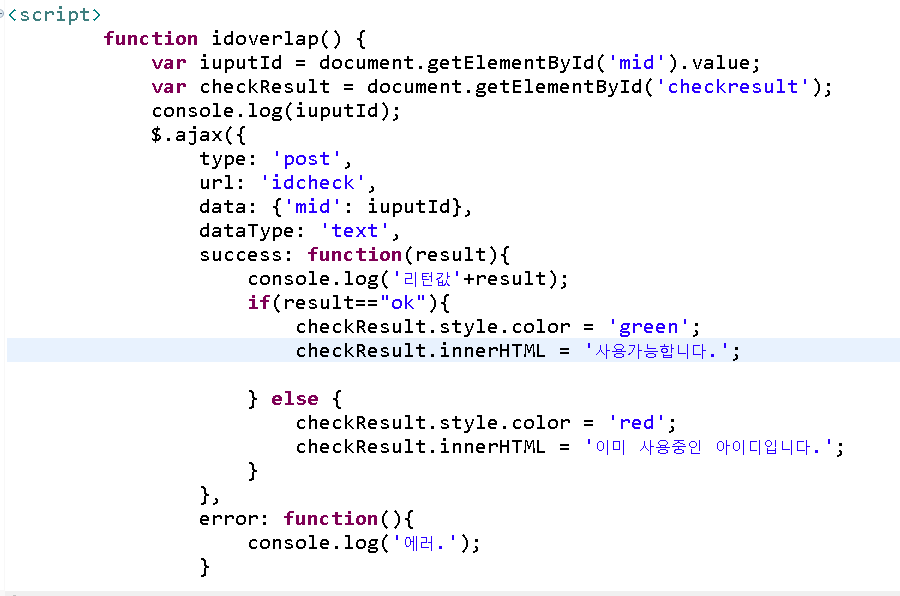 <script>
function idoverlap() {
var iuputId = document.getElementById('mid').value;
var checkResult = document.getElementById('checkresult');
console.log(iuputId);
$.ajax({
type: 'post',
url: 'idcheck',
data: {'mid': iuputId},
dataType: 'text',
success: function(result){
console.log('리턴값'+result);
if(result=="ok"){
checkResult.style.color = 'green';
checkResult.innerHTML = '사용가능합니다.';
} else {
checkResult.style.color = 'red';
checkResult.innerHTML = '이미 사용중인 아이디입니다.';
}
},
error: function(){
console.log('에러.');
}